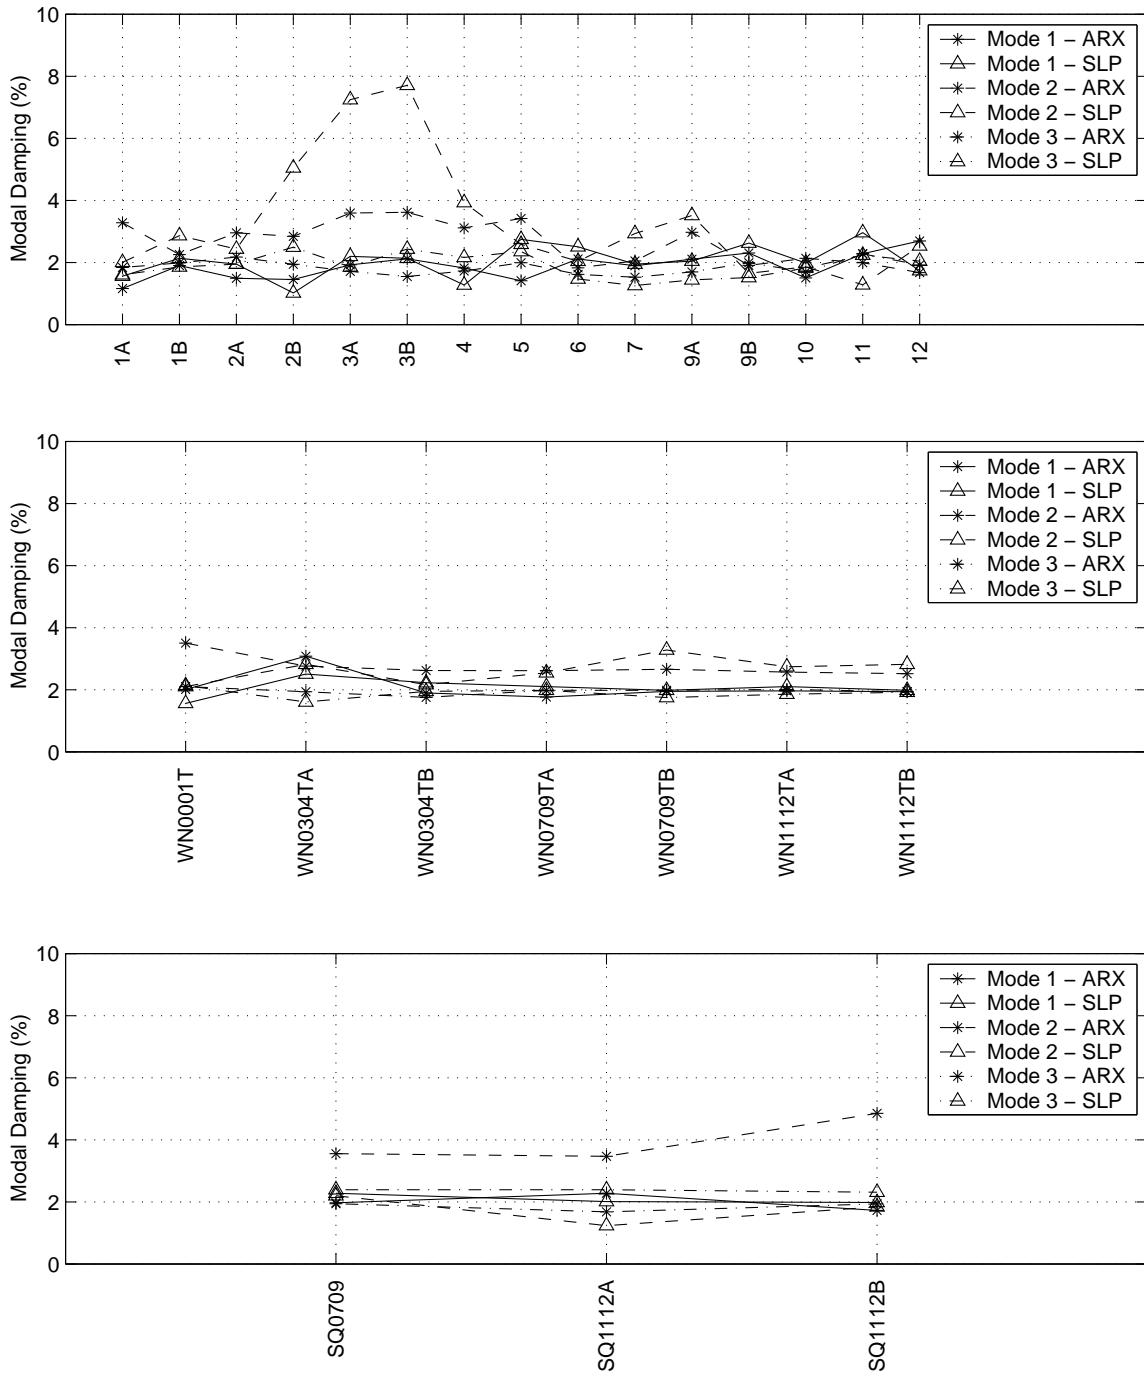 10
8
6
4
2
0
Modal Damping (%)
Mode 1 – ARX
Mode 1 – SLP
Mode 2 – ARX
Mode 2 – SLP
Mode 3 – ARX
Mode 3 – SLP
1A 1B 2A 2B 3A 3B 4 5 6 7 9A 9B 10 11 12
10
8
6
4
2
0
Modal Damping (%)
Mode 1 – ARX
Mode 1 – SLP
Mode 2 – ARX
Mode 2 – SLP
Mode 3 – ARX
Mode 3 – SLP
WN0001T WN0304TA WN0304TB WN0709TA WN0709TB WN1112TA WN1112TB
10
8
6
4
2
0
Modal Damping (%)
Mode 1 – ARX
Mode 1 – SLP
Mode 2 – ARX
Mode 2 – SLP
Mode 3 – ARX
Mode 3 – SLP
SQ0709 SQ1112A SQ1112B